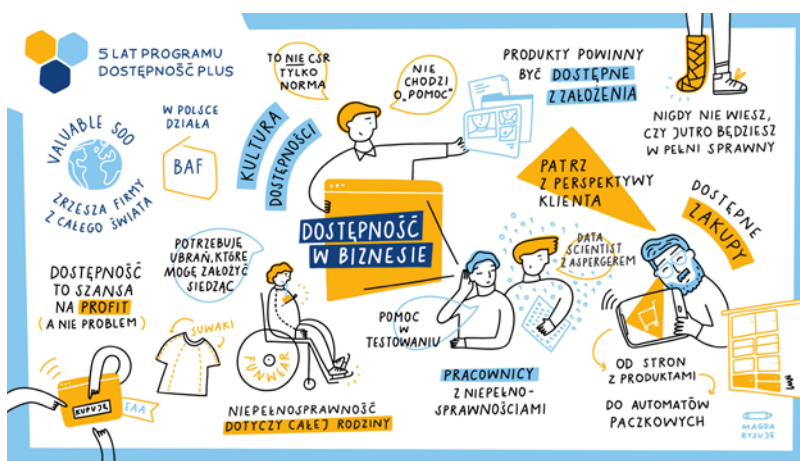 5 LAT PROGRAMU
DOSTĘPNOŚĆ PLUS
VALUABLE 500
ZRZESZA FIRMY
Z CAŁEGO ŚWIATA
W POLSCE
DZIAŁA
BAF
KULTURA
DOSTĘPNOŚCI
TO NIE CSR
TYLKO
NORMA
NIE
CHODZI
O „POMOC"
PRODUKTY POWINNY
BYĆ DOSTĘPNE
Z ZAŁOŻENIA
NIGDY NIE WIESZ,
CZY JUTRO BĘDZIESZ
W PEŁNI SPRAWNY
DOSTĘPNOŚĆ
W BIZNESIE
PATRZ
Z PERSPEKTYWY
KLIENTA
DOSTĘPNE
ZAKUPY
DOSTĘPNOŚĆ
TO SZANSA
NA PROFIT
(A NIE PROBLEM)
KUPUJĘ
EAA
POTRZEBUJĘ
UBRAŃ, KTÓRE
MOGĘ ZAŁOŻYĆ
SIEDZĄC
SUWAKI
FUNWEAR
NIEPEŁNOSPRAWNOŚĆ
DOTYCZY CAŁEJ RODZINY
POMOC
W
TESTOWANIU
DATA
SCIENTIST
Z ASPERGEREM
PRACOWNICY
Z NIEPEŁNO-
SPRAWNOŚCIAMI
OD STRON
Z PRODUKTAMI
DO AUTOMATÓW
PACZKOWYCH
MAGDA
RYSUJE